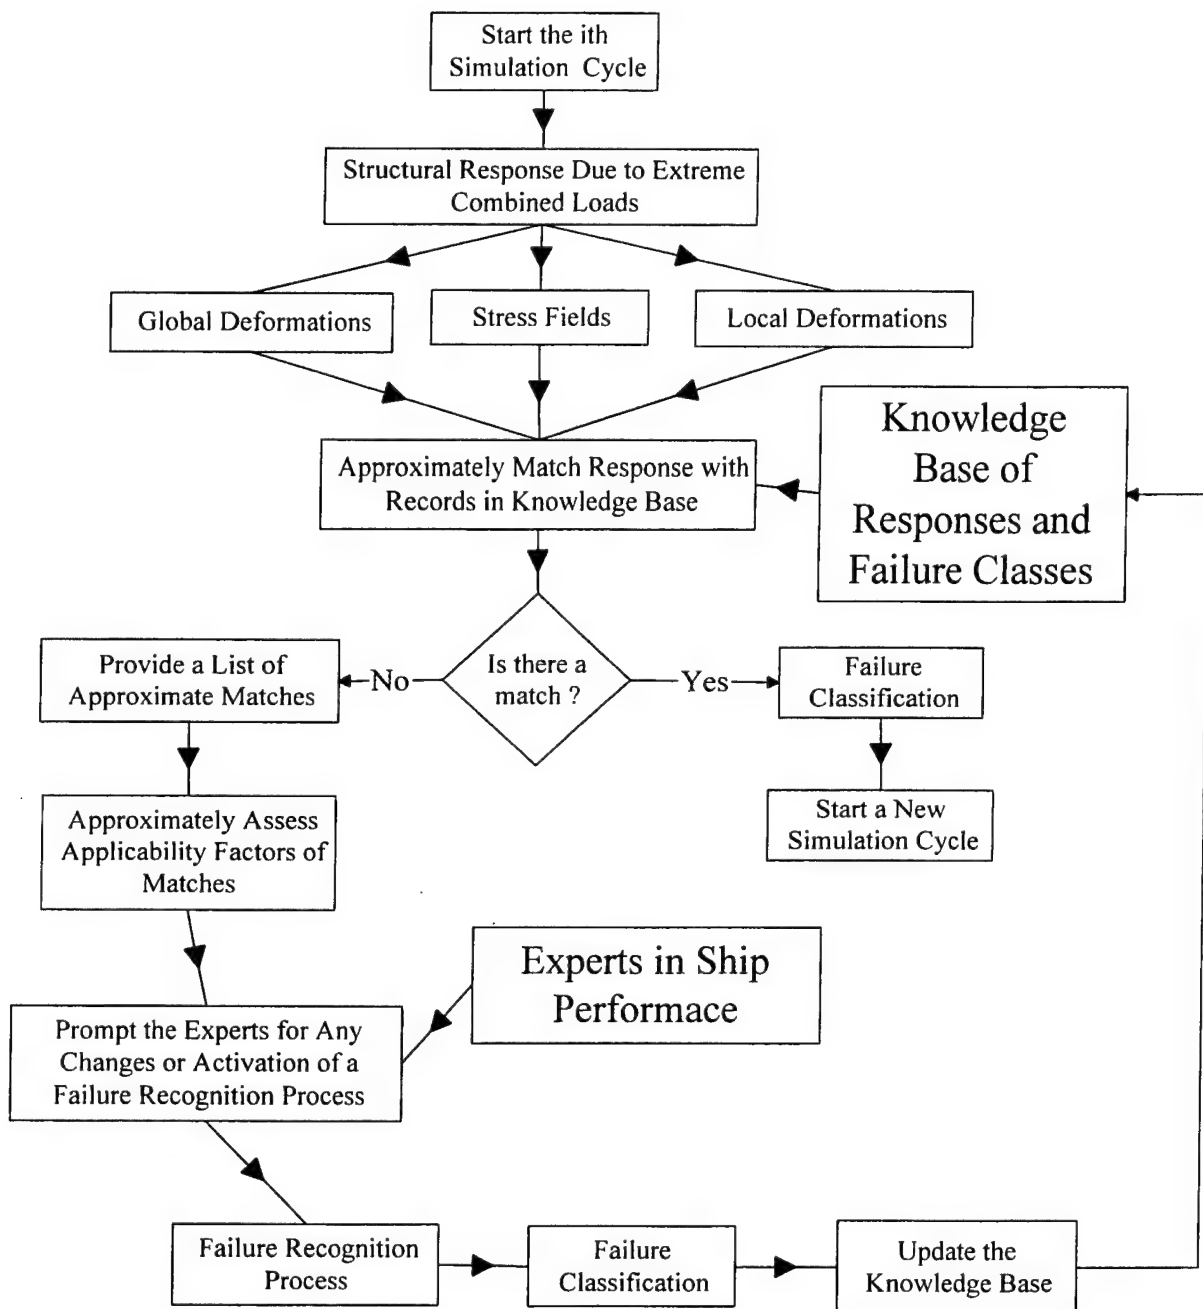 Start the ith
Simulation Cycle
Structural Response Due to Extreme
Combined Loads
Global Deformations
Stress Fields
Local Deformations
Knowledge
Base of
Responses and
Failure Classes
Approximately Match Response with
Records in Knowledge Base
Is there a
match ?
No
Yes
Provide a List of
Approximate Matches
Failure
Classification
Start a New
Simulation Cycle
Approximately Assess
Applicability Factors of
Matches
Experts in Ship
Performace
Prompt the Experts for Any
Changes or Activation of a
Failure Recognition Process
Failure Recognition
Process
Failure
Classification
Update the
Knowledge Base